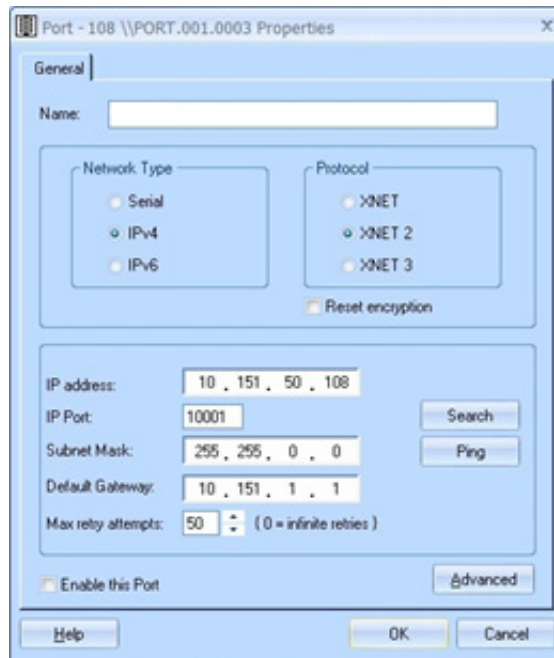 Port - 108 \\PORT.001.0003 Properties
General
Name:
Network Type
Serial
IPv4
IPv6
Protocol
XNET
XNET 2
XNET 3
Reset encryption
IP address: 10 . 151 . 50 . 108
IP Port: 10001
Search
Subnet Mask: 255 . 255 . 0 . 0
Ping
Default Gateway: 10 . 151 . 1 . 1
Max retry attempts: 50 ( 0 = infinite retries )
Enable this Port
Advanced
Help
OK
Cancel